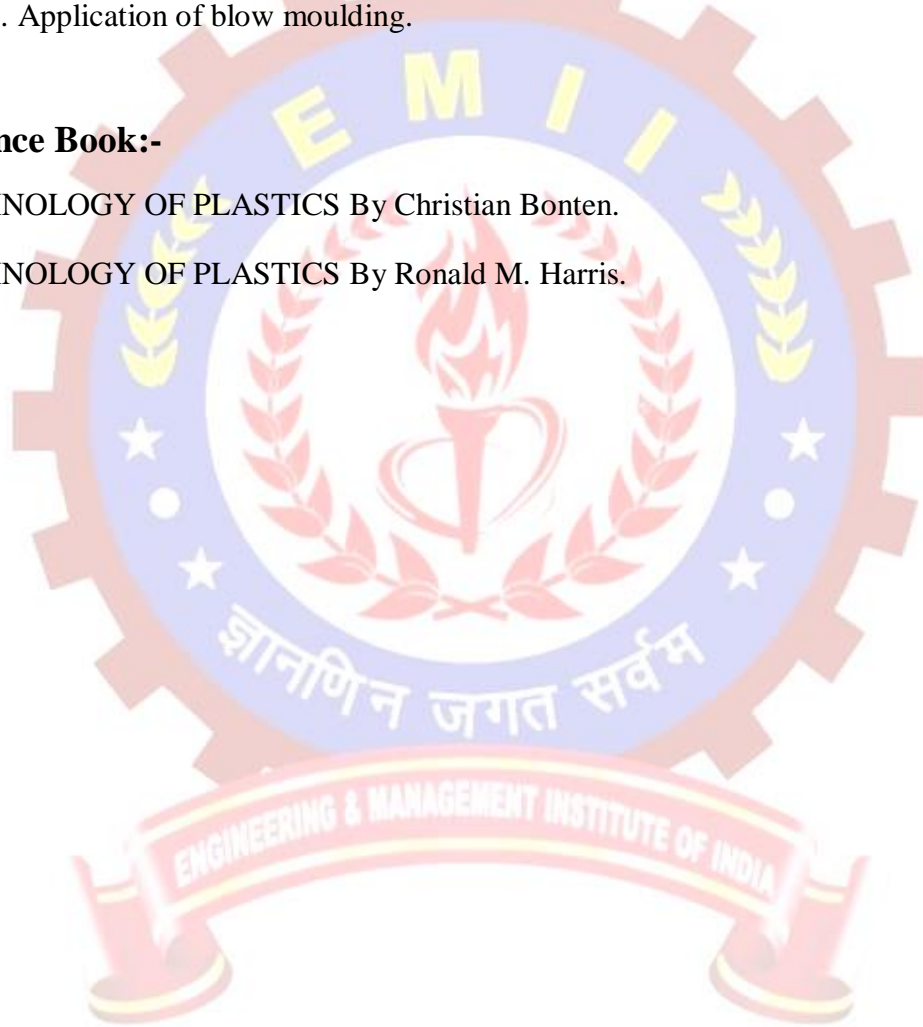 . Application of blow moulding.
nce Book:-
NOLOGY OF PLASTICS By Christian Bonten.
NOLOGY OF PLASTICS By Ronald M. Harris.
E M I I
ज्ञानणिन जगत सर्वम
ENGINEERING & MANAGEMENT INSTITUTE OF INDIA